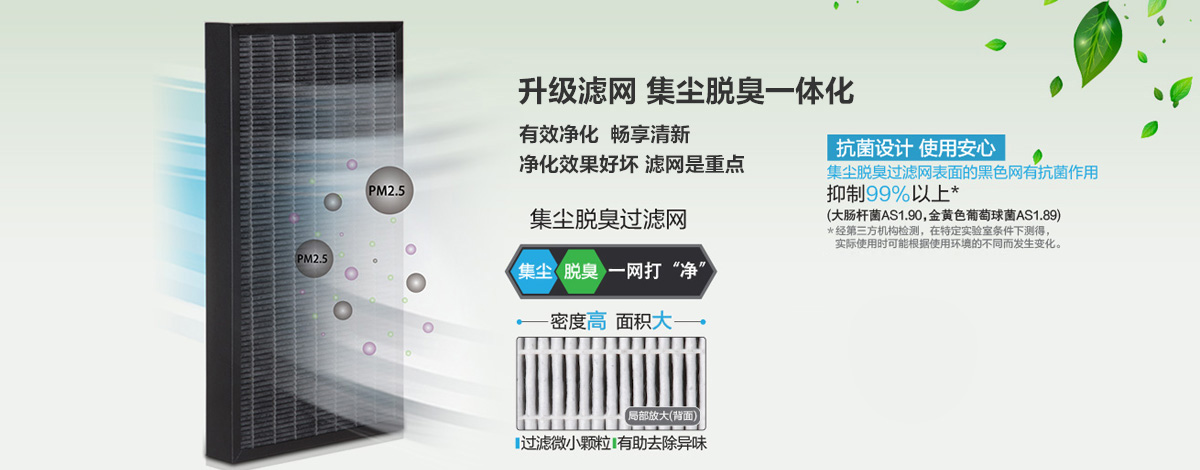 升级滤网 集尘脱臭一体化
有效净化 畅享清新
净化效果好坏 滤网是重点
集尘脱臭过滤网
集尘 脱臭 一网打“净”
密度高 面积大
局部放大(背面)
过滤微小颗粒 有助去除异味
PM2.5
PM2.5
抗菌设计 使用安心
集尘脱臭过滤网表面的黑色网有抗菌作用
抑制99%以上*
(大肠杆菌AS1.90,金黄色葡萄球菌AS1.89)
*经第三方机构检测，在特定实验室条件下测得，
实际使用时可能根据使用环境的不同而发生变化。